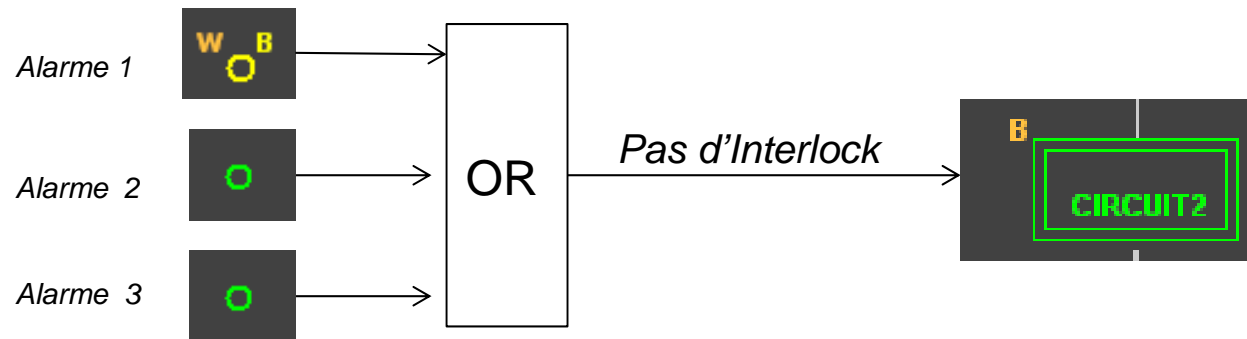 Alarme 1
W B
Alarme 2
Alarme 3
OR
Pas d'Interlock
B
CIRCUIT2